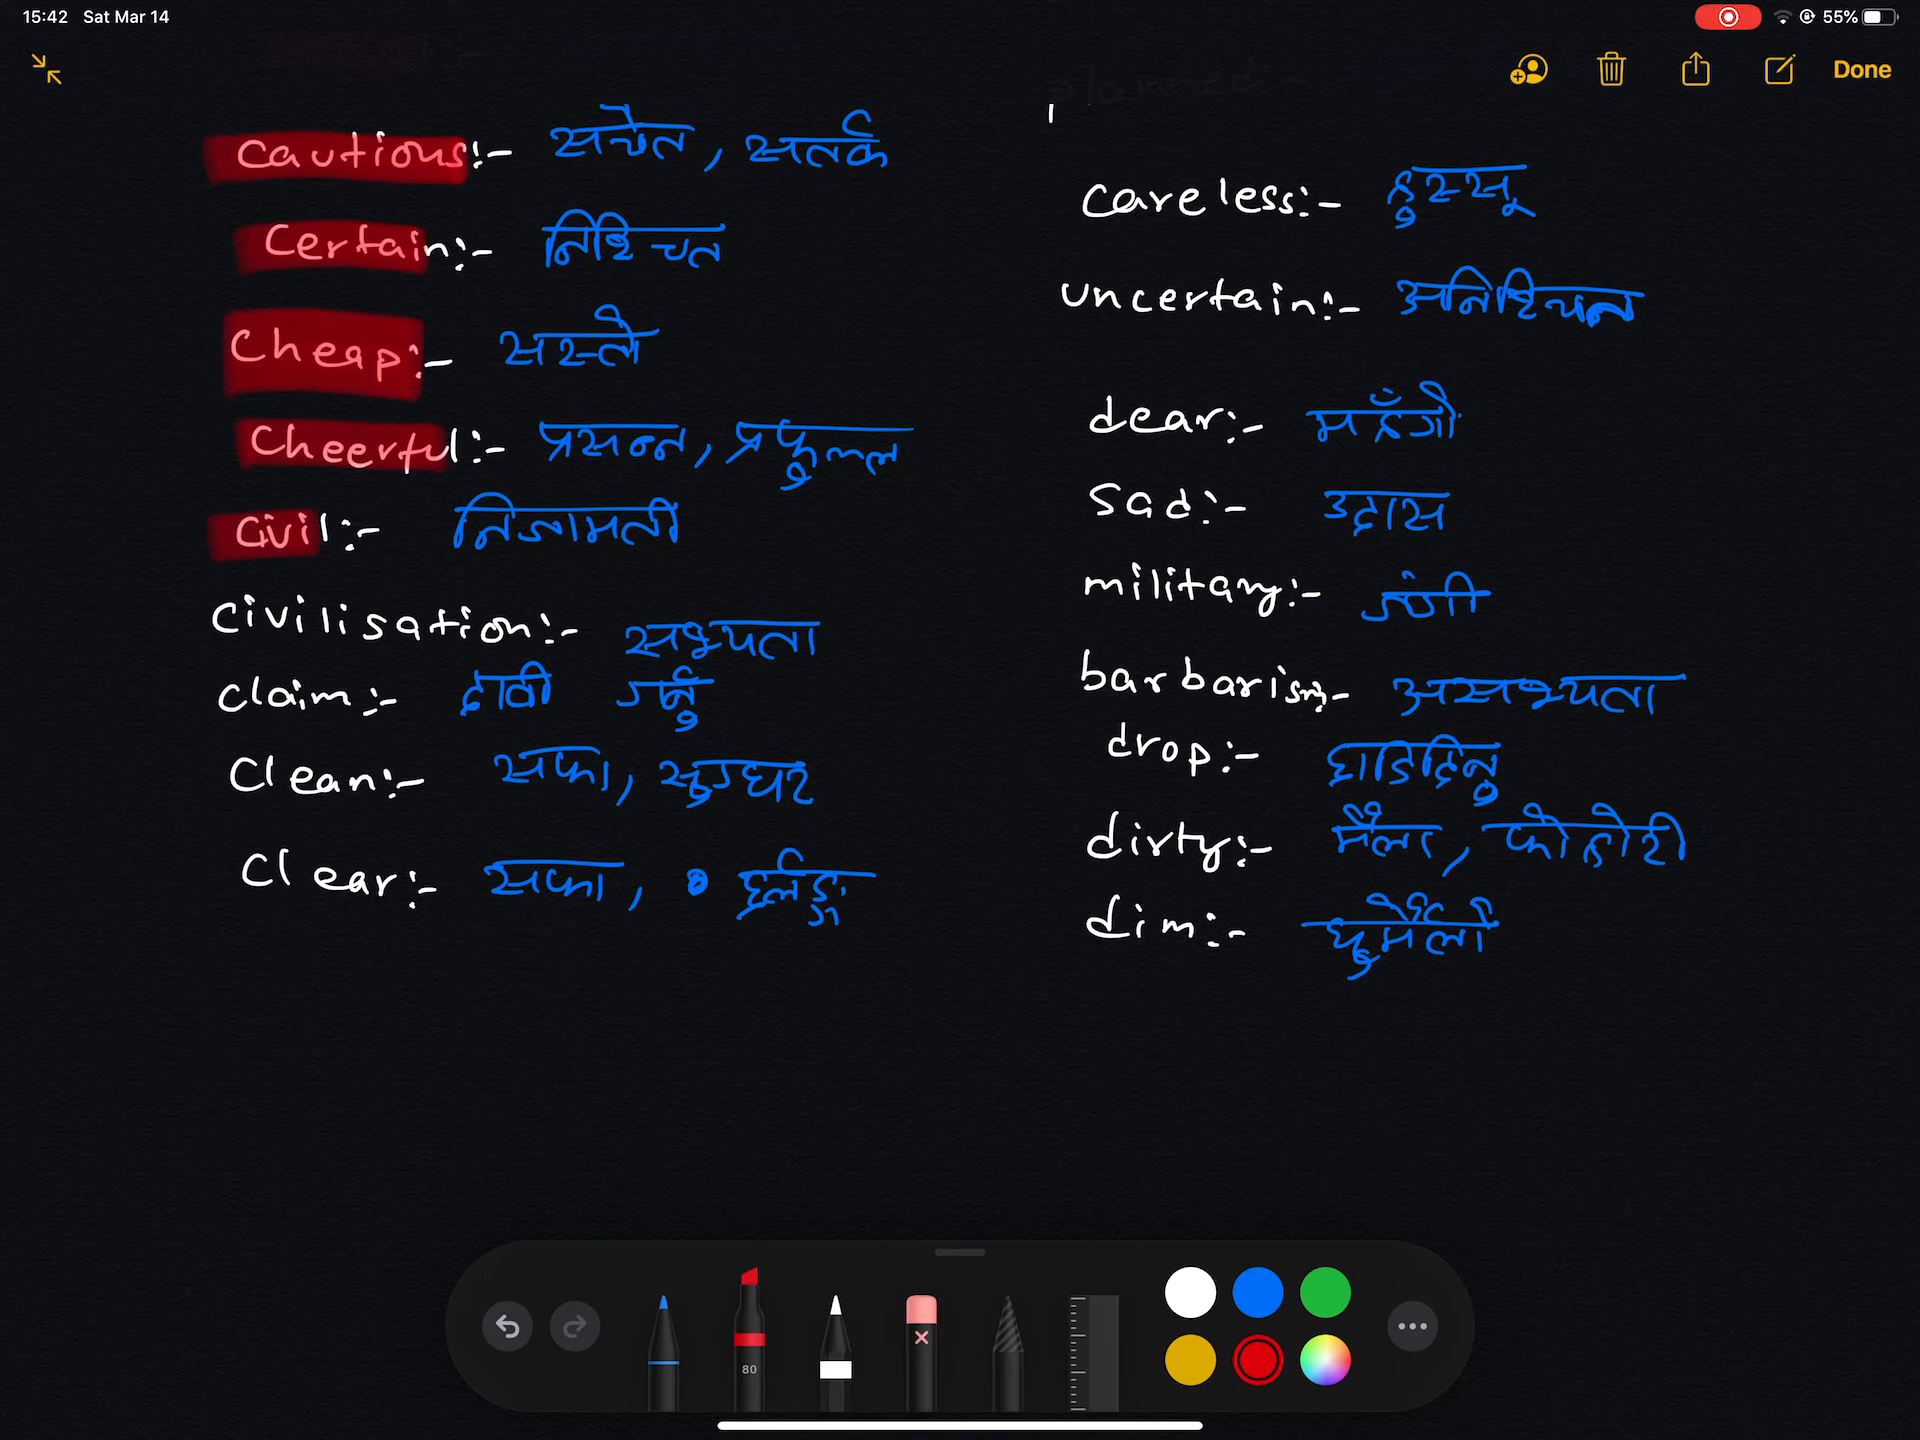 15:42 Sat Mar 14 55%
Done
planned:-
Cautious:- सचेत, सतर्क
careless:- हुस्सू
Certain:- निश्चित
uncertain:- अनिश्चित
Cheap:- सस्तो
dear:- महँगो
Cheerful:- प्रसन्न, प्रफुल्ल
Sad:- उदास
Civil:- निजामती
military:- जंगी
Civilisation:- सभ्यता
barbarism:- असभ्यता
claim:- दावी गर्नु
drop:- छाडिदिनु
Clean:- सफा, सुग्घर
dirty:- मैला, फोहोरी
Clear:- सफा, छर्लङ्ग
dim:- धुमैलो
80